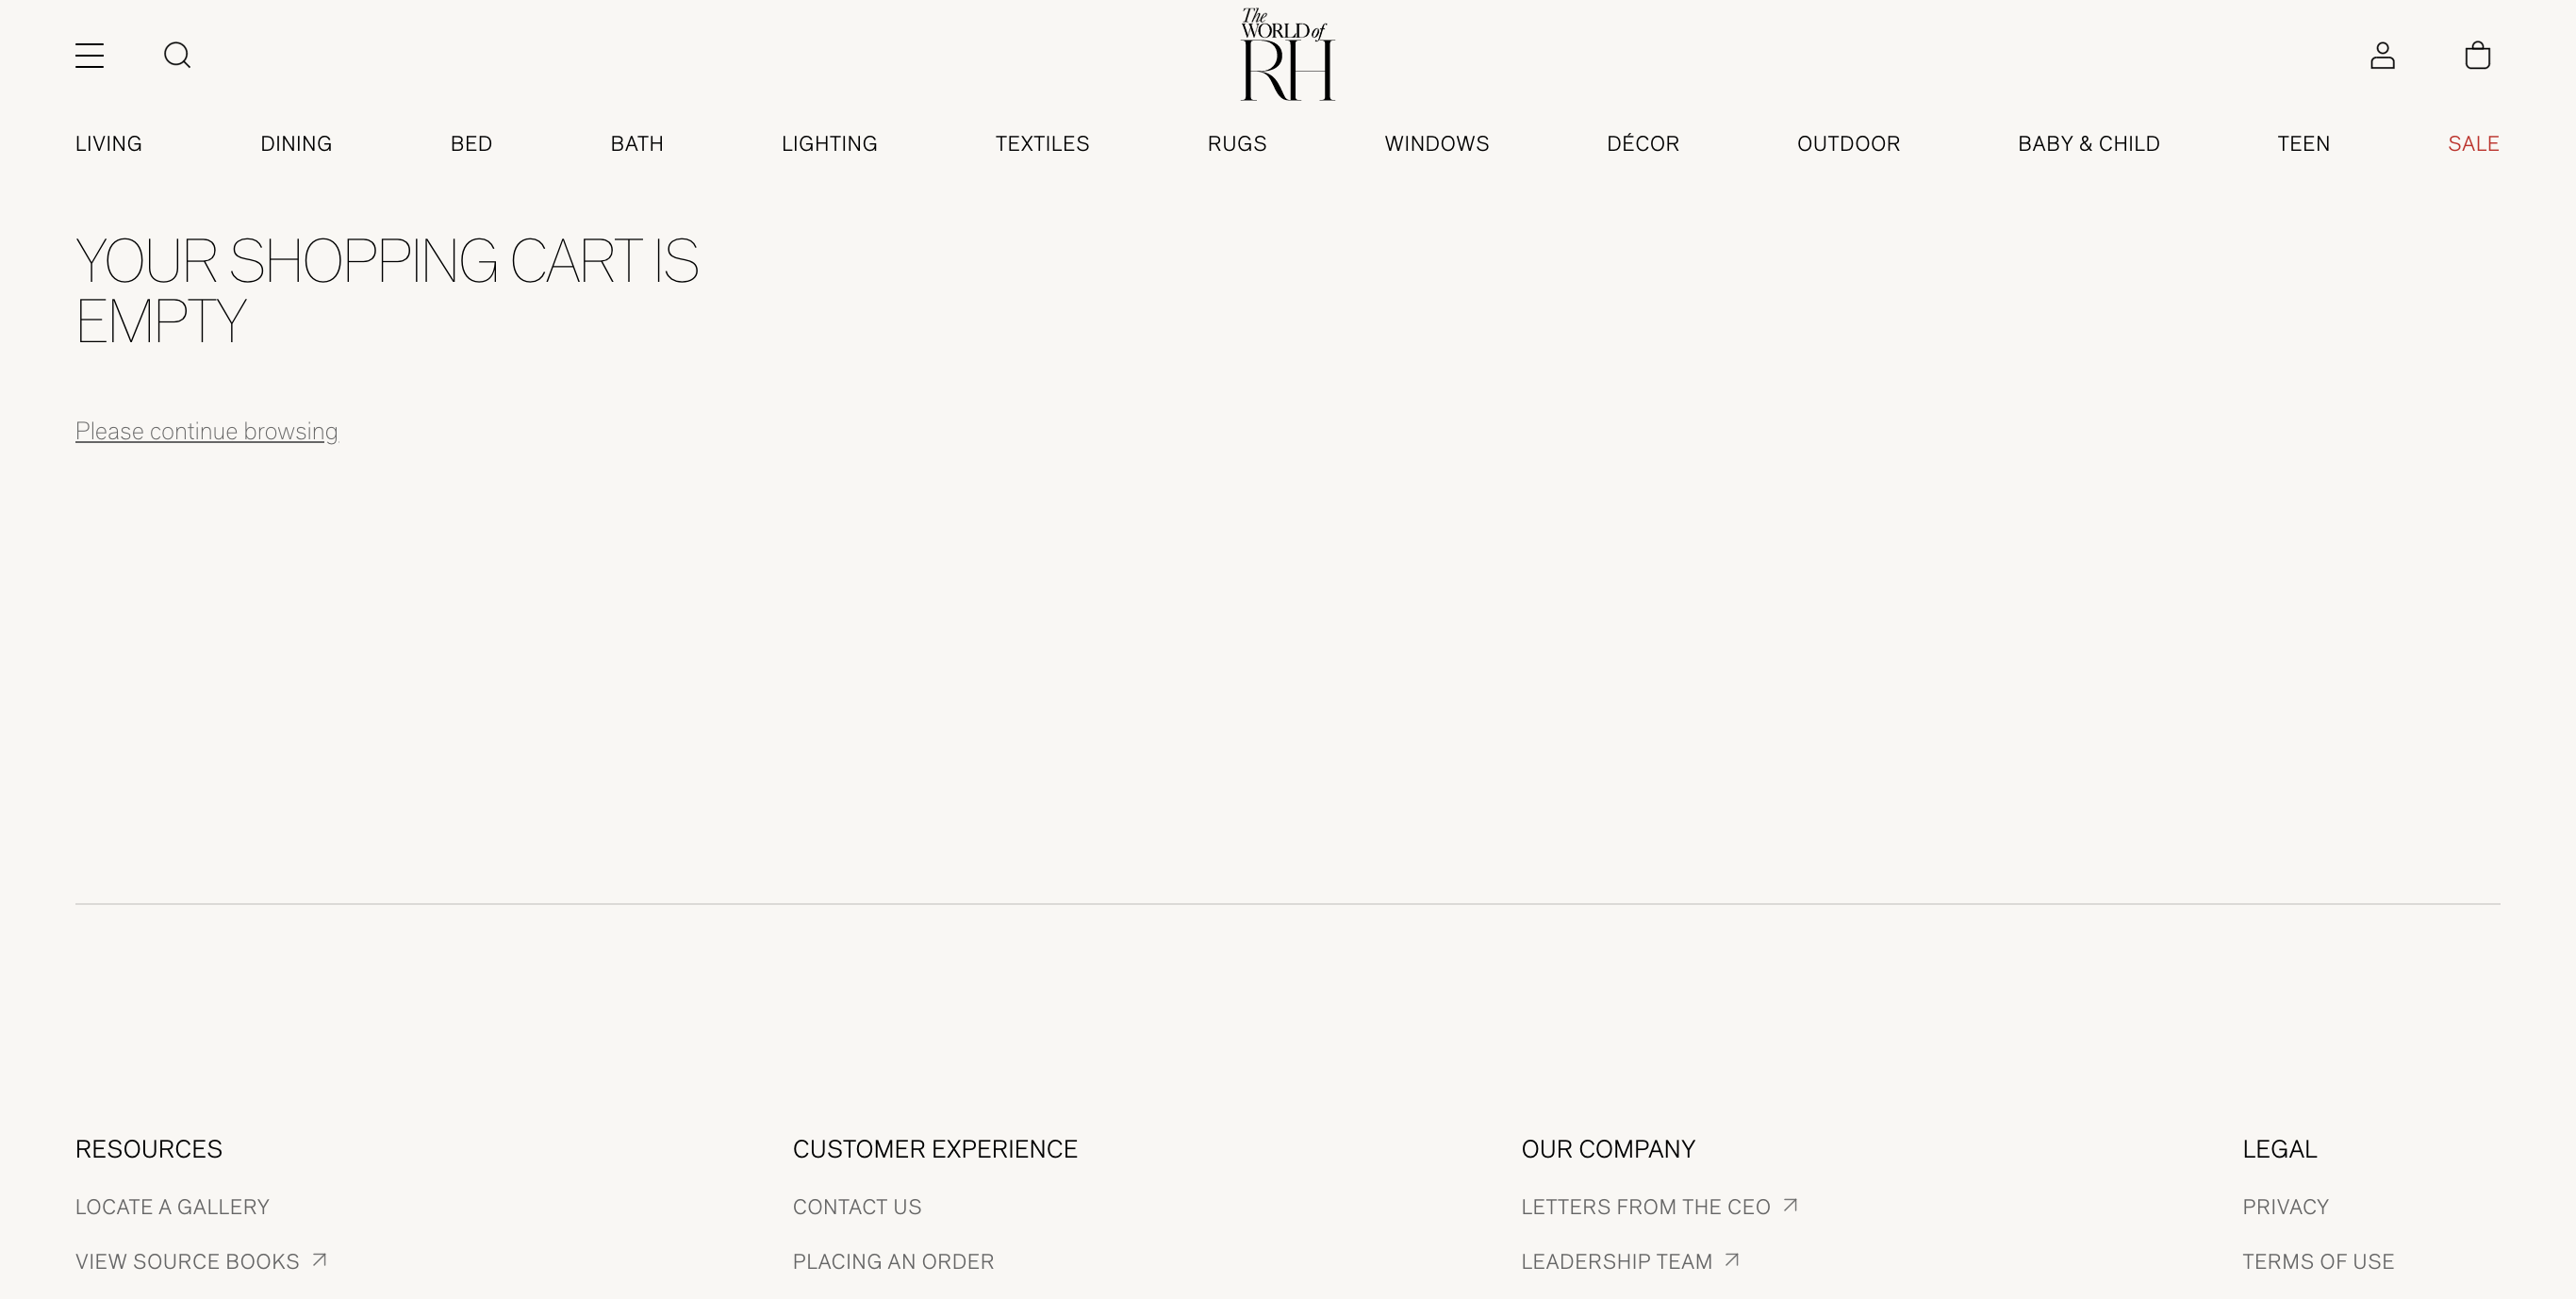 The
WORLD of
RH
LIVING DINING BED BATH LIGHTING TEXTILES RUGS WINDOWS DÉCOR OUTDOOR BABY & CHILD TEEN SALE
YOUR SHOPPING CART IS
EMPTY
Please continue browsing
RESOURCES CUSTOMER EXPERIENCE OUR COMPANY LEGAL
LOCATE A GALLERY CONTACT US LETTERS FROM THE CEO PRIVACY
VIEW SOURCE BOOKS PLACING AN ORDER LEADERSHIP TEAM TERMS OF USE